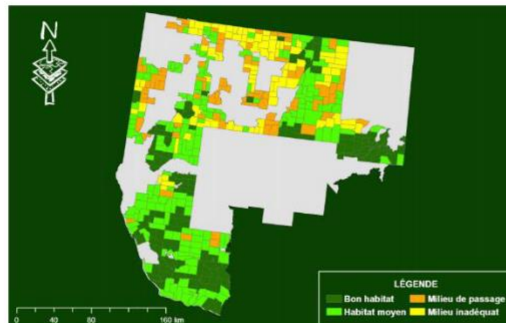 N
LÉGENDE
Bon habitat
Milieu de passage
Habitat moyen
Milieu inadéquat
0 40 80 160 km